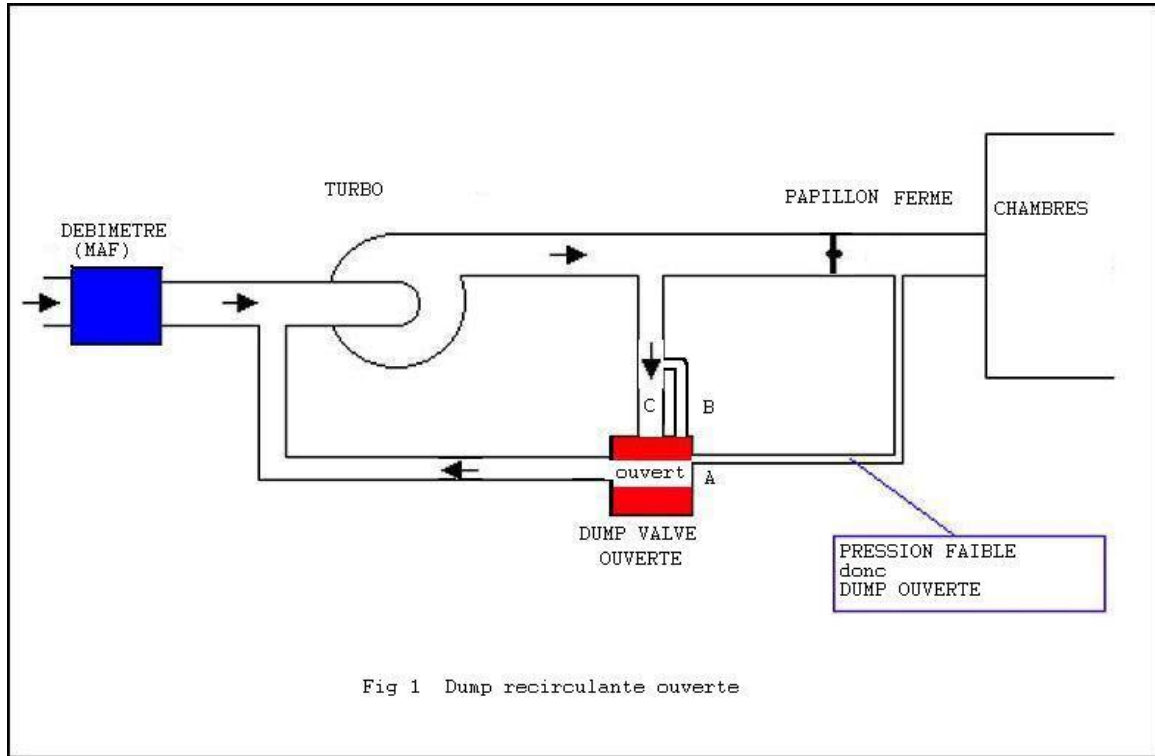 TURBO
PAPILLON FERME
CHAMBRES
DEBIMETRE
(MAF)
C
B
ouvert
A
DUMP VALVE
OUVERTE
PRESSION FAIBLE
donc
DUMP OUVERTE
Fig 1 Dump recirculante ouverte